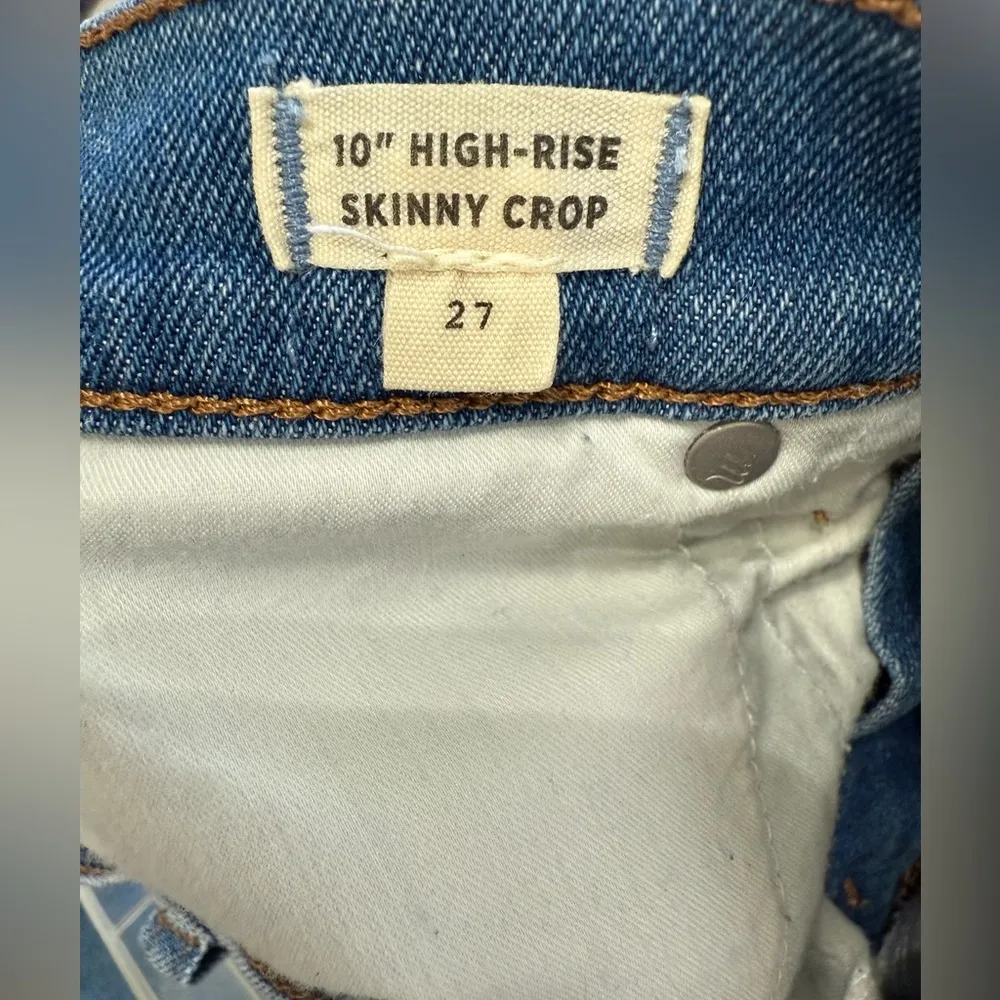 10" HIGH-RISE
SKINNY CROP
27